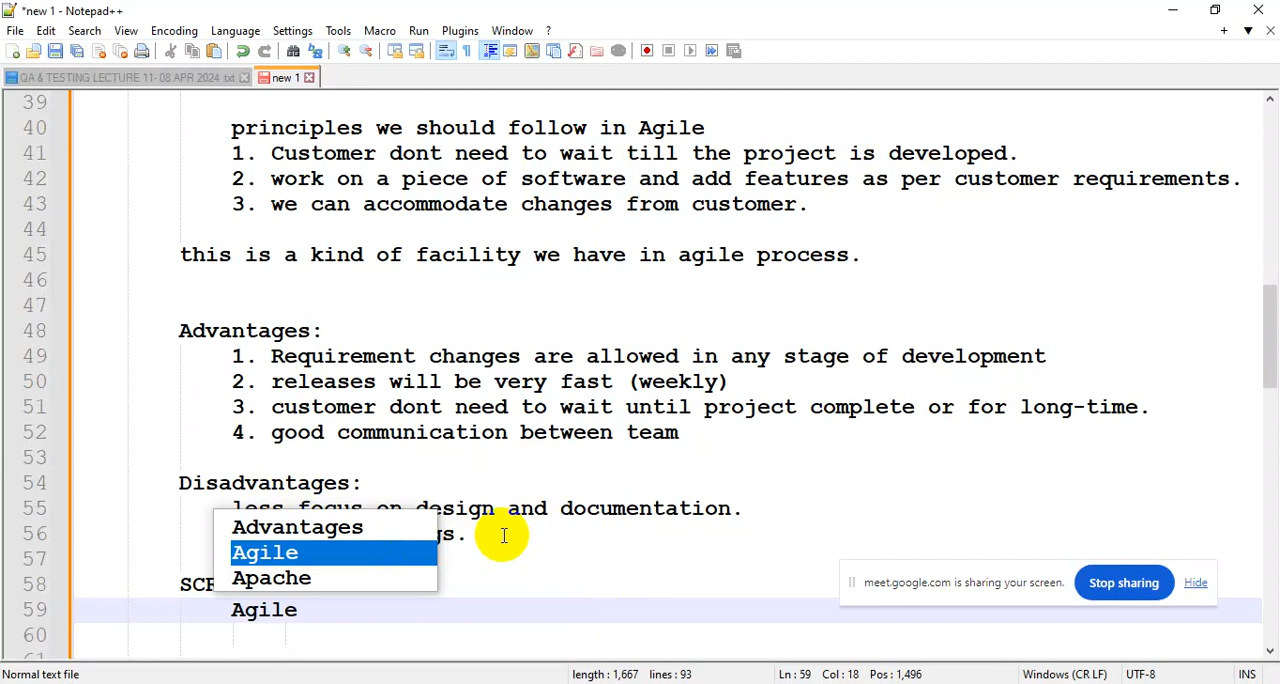 *new 1 - Notepad++
File Edit Search View Encoding Language Settings Tools Macro Run Plugins Window ?
QA & TESTING LECTURE 11- 08 APR 2024 .txt new 1
39
40 principles we should follow in Agile
41 1. Customer dont need to wait till the project is developed.
42 2. work on a piece of software and add features as per customer requirements.
43 3. we can accommodate changes from customer.
44
45 this is a kind of facility we have in agile process.
46
47
48 Advantages:
49 1. Requirement changes are allowed in any stage of development
50 2. releases will be very fast (weekly)
51 3. customer dont need to wait until project complete or for long-time.
52 4. good communication between team
53
54 Disadvantages:
55 less focus on design and documentation.
Advantages
56 gs.
Agile
57
Apache
58 SC
59 Agile
60
meet.google.com is sharing your screen. Stop sharing Hide
Normal text file length : 1,667 lines : 93 Ln : 59 Col : 18 Pos : 1,496 Windows (CR LF) UTF-8 INS